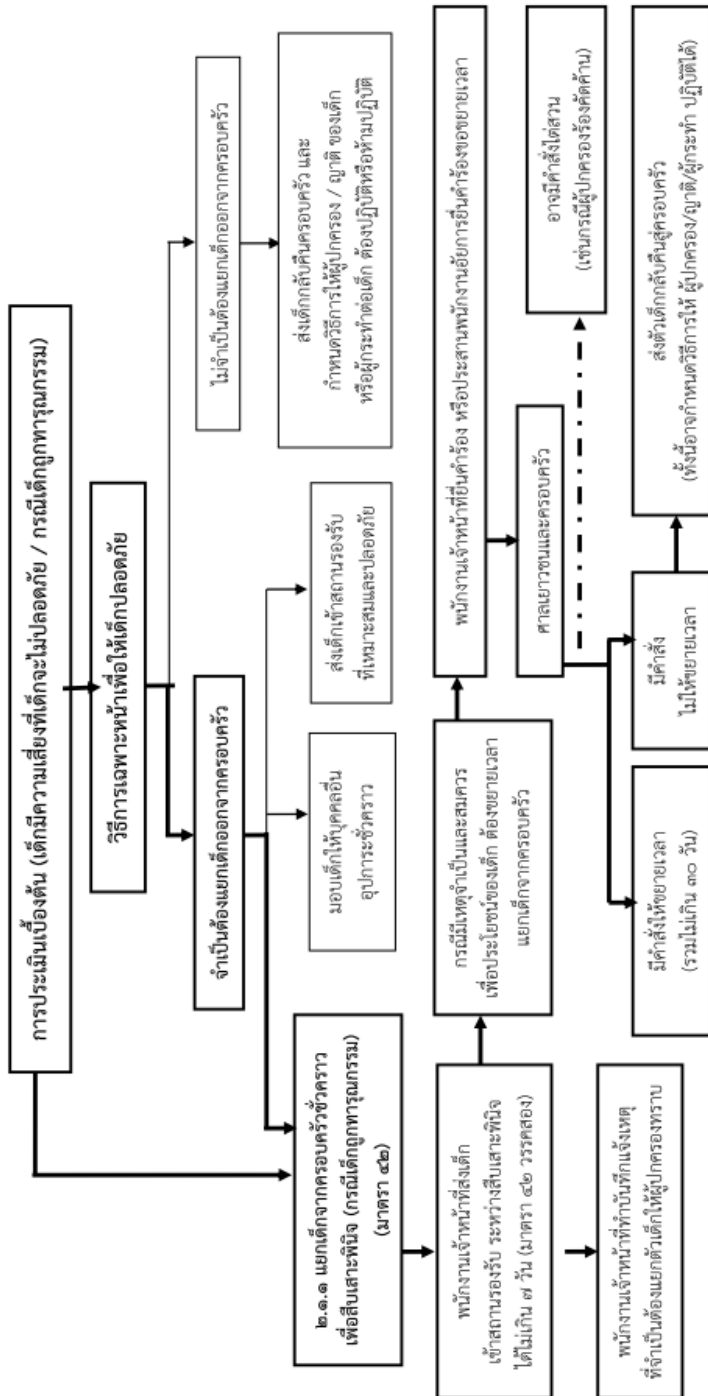 การประเมินเบื้องต้น (เด็กมีความเสี่ยงที่เด็กจะไม่ปลอดภัย / กรณีเด็กถูกทารุณกรรม)
วิธีการเฉพาะหน้าเพื่อให้เด็กปลอดภัย
จำเป็นต้องแยกเด็กออกจากครอบครัว
ไม่จำเป็นต้องแยกเด็กออกจากครอบครัว
๒.๑.๑ แยกเด็กจากครอบครัวชั่วคราว
เพื่อสืบเสาะพินิจ (กรณีเด็กถูกทารุณกรรม)
(มาตรา ๔๒)
มอบเด็กให้บุคคลอื่น
อุปการะชั่วคราว
ส่งเด็กเข้าสถานรองรับ
ที่เหมาะสมและปลอดภัย
ส่งเด็กกลับคืนครอบครัว และ
กำหนดวิธีการให้ผู้ปกครอง / ญาติ ของเด็ก
หรือผู้กระทำต่อเด็ก ต้องปฏิบัติหรือห้ามปฏิบัติ
พนักงานเจ้าหน้าที่ส่งเด็ก
เข้าสถานรองรับ ระหว่างสืบเสาะพินิจ
ได้ไม่เกิน ๗ วัน (มาตรา ๔๒ วรรคสอง)
กรณีมีเหตุจำเป็นและสมควร
เพื่อประโยชน์ของเด็ก ต้องขยายเวลา
แยกเด็กจากครอบครัว
พนักงานเจ้าหน้าที่ยื่นคำร้อง หรือประสานพนักงานอัยการยื่นคำร้องขอขยายเวลา
ศาลเยาวชนและครอบครัว
อาจมีคำสั่งไต่สวน
(เช่นกรณีผู้ปกครองร้องคัดค้าน)
พนักงานเจ้าหน้าที่ทำบันทึกแจ้งเหตุ
ที่จำเป็นต้องแยกตัวเด็กให้ผู้ปกครองทราบ
มีคำสั่งให้ขยายเวลา
(รวมไม่เกิน ๓๐ วัน)
มีคำสั่ง
ไม่ให้ขยายเวลา
ส่งตัวเด็กกลับคืนสู่ครอบครัว
(ทั้งนี้อาจกำหนดวิธีการให้ ผู้ปกครอง/ญาติ/ผู้กระทำ ปฏิบัติได้)